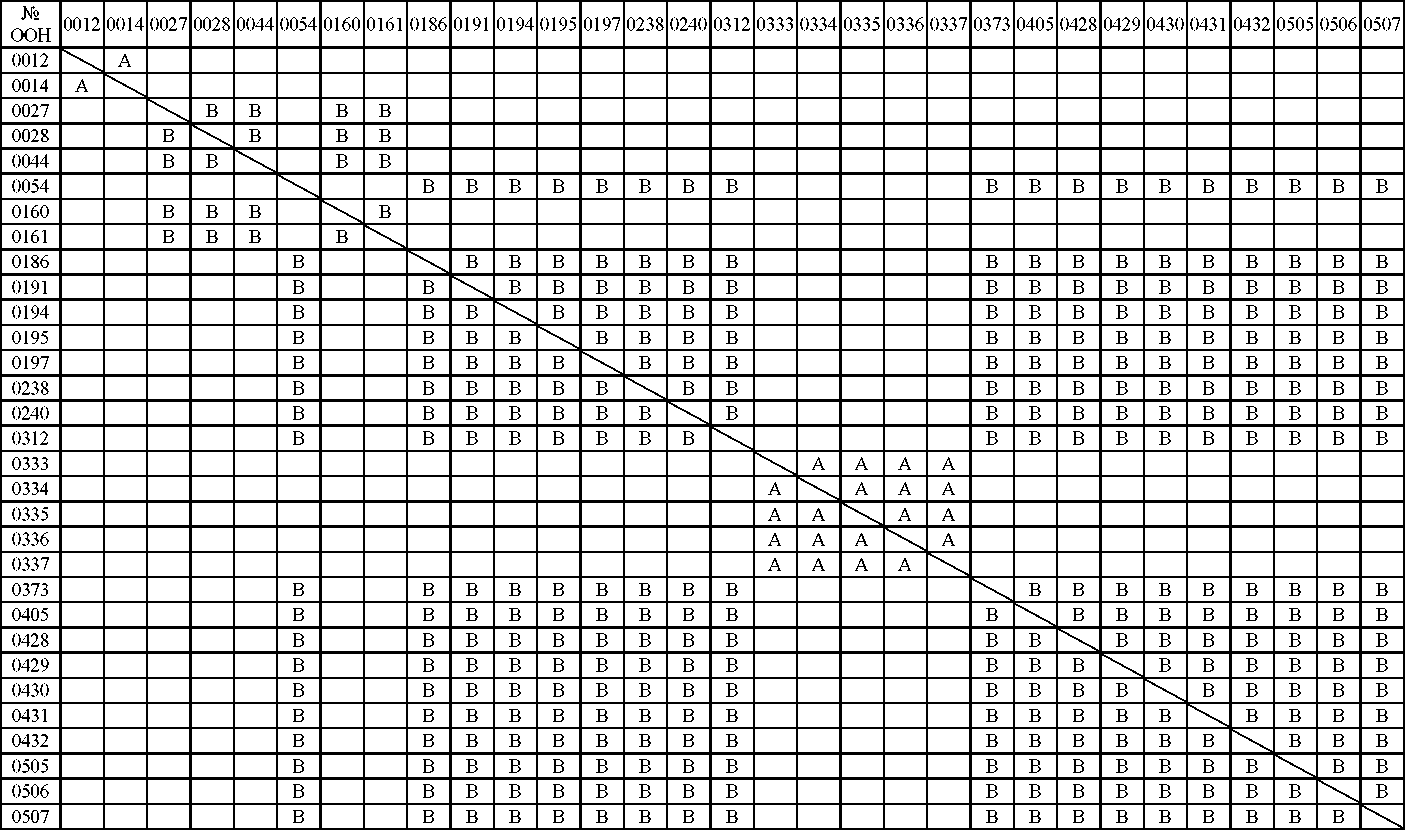 №
ООН 0012 0014 0027 0028 0044 0054 0160 0161 0186 0191 0194 0195 0197 0238 0240 0312 0333 0334 0335 0336 0337 0373 0405 0428 0429 0430 0431 0432 0505 0506 0507
0012 A
0014 A
0027 B B B B
0028 B B B B
0044 B B B B
0054 B B B B B B B B B B B B B B B B B B
0160 B B B B
0161 B B B B
0186 B B B B B B B B B B B B B B B B B B
0191 B B B B B B B B B B B B B B B B B B
0194 B B B B B B B B B B B B B B B B B B
0195 B B B B B B B B B B B B B B B B B B
0197 B B B B B B B B B B B B B B B B B B
0238 B B B B B B B B B B B B B B B B B B
0240 B B B B B B B B B B B B B B B B B B
0312 B B B B B B B B B B B B B B B B B B
0333 A A A A
0334 A A A A
0335 A A A A
0336 A A A A
0337 A A A A
0373 B B B B B B B B B B B B B B B B B B
0405 B B B B B B B B B B B B B B B B B B
0428 B B B B B B B B B B B B B B B B B B
0429 B B B B B B B B B B B B B B B B B B
0430 B B B B B B B B B B B B B B B B B B
0431 B B B B B B B B B B B B B B B B B B
0432 B B B B B B B B B B B B B B B B B B
0505 B B B B B B B B B B B B B B B B B B
0506 B B B B B B B B B B B B B B B B B B
0507 B B B B B B B B B B B B B B B B B B